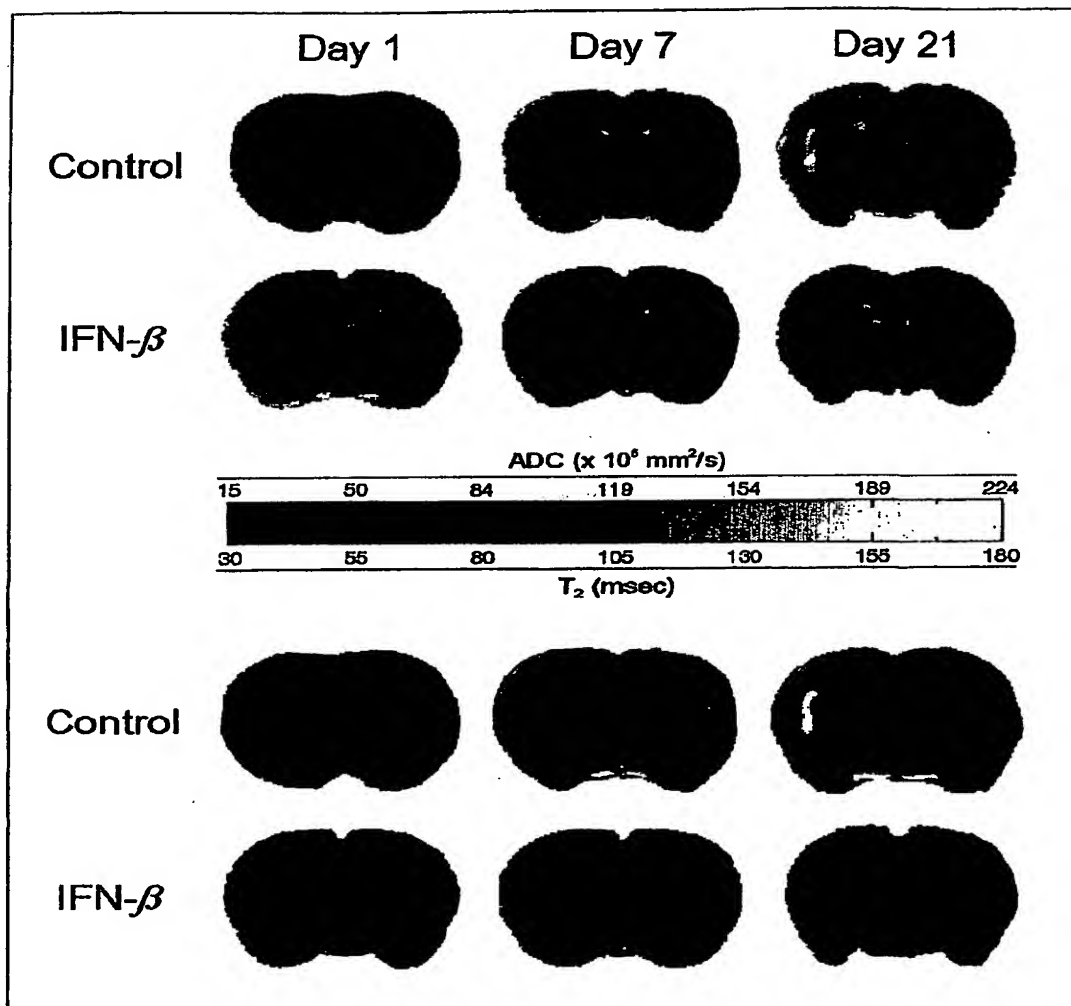 Day 1 Day 7 Day 21
Control
IFN-β
ADC (x 10⁶ mm²/s)
15 50 84 119 154 189 224
30 55 80 105 130 155 180
T₂ (msec)
Control
IFN-β